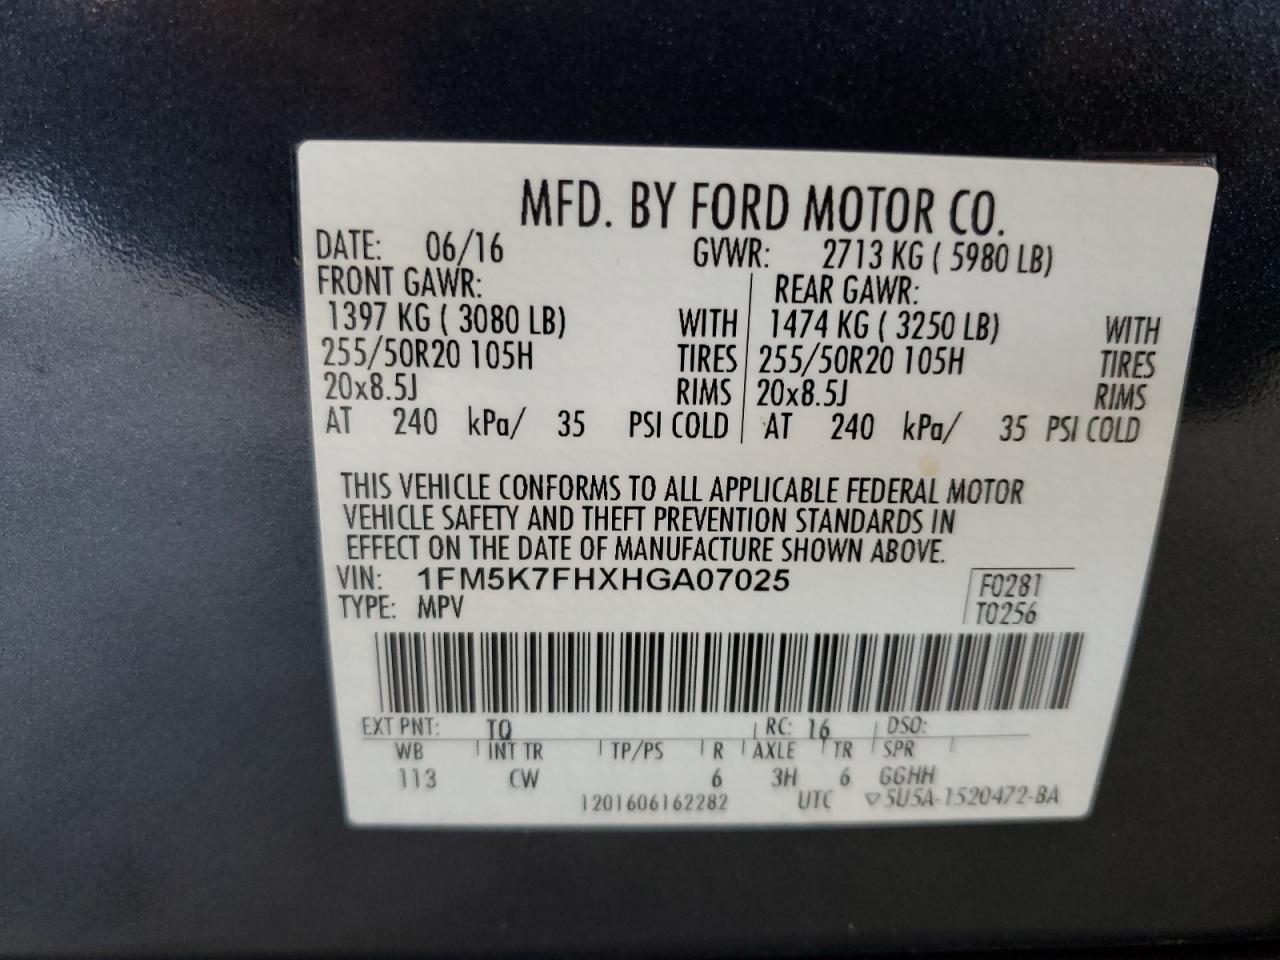 MFD. BY FORD MOTOR CO.
DATE: 06/16 GVWR: 2713 KG ( 5980 LB)
FRONT GAWR: REAR GAWR:
1397 KG ( 3080 LB) WITH 1474 KG ( 3250 LB) WITH
255/50R20 105H TIRES 255/50R20 105H TIRES
20x8.5J RIMS 20x8.5J RIMS
AT 240 kPa/ 35 PSI COLD AT 240 kPa/ 35 PSI COLD
THIS VEHICLE CONFORMS TO ALL APPLICABLE FEDERAL MOTOR
VEHICLE SAFETY AND THEFT PREVENTION STANDARDS IN
EFFECT ON THE DATE OF MANUFACTURE SHOWN ABOVE.
VIN: 1FM5K7FHXHGA07025 F0281
TYPE: MPV T0256
EXT PNT: TQ RC: 16 DSO:
WB INT TR TP/PS R AXLE TR SPR
113 CW 6 3H 6 GGHH
1201606162282 UTC ▽5U5A-1520472-BA